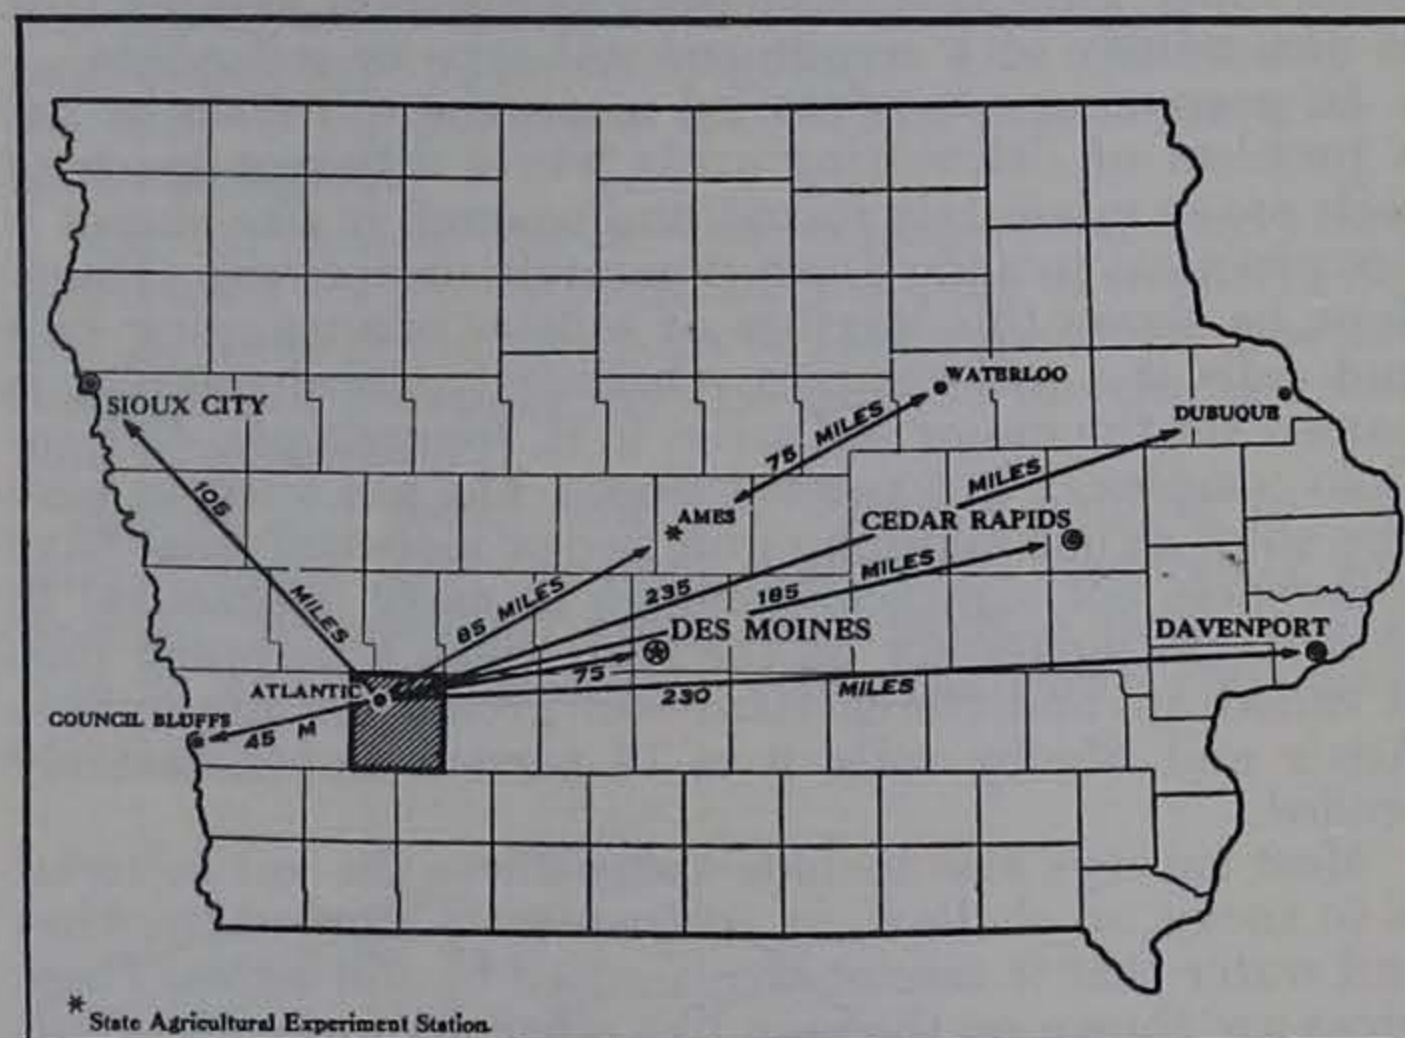 WATERLOO
SIOUX CITY
DUBUQUE
75 MILES
105 MILES
MILES
AMES
*
CEDAR RAPIDS
85 MILES
235
185 MILES
DES MOINES
DAVENPORT
75
ATLANTIC
230 MILES
COUNCIL BLUFFS
45 M
* State Agricultural Experiment Station.